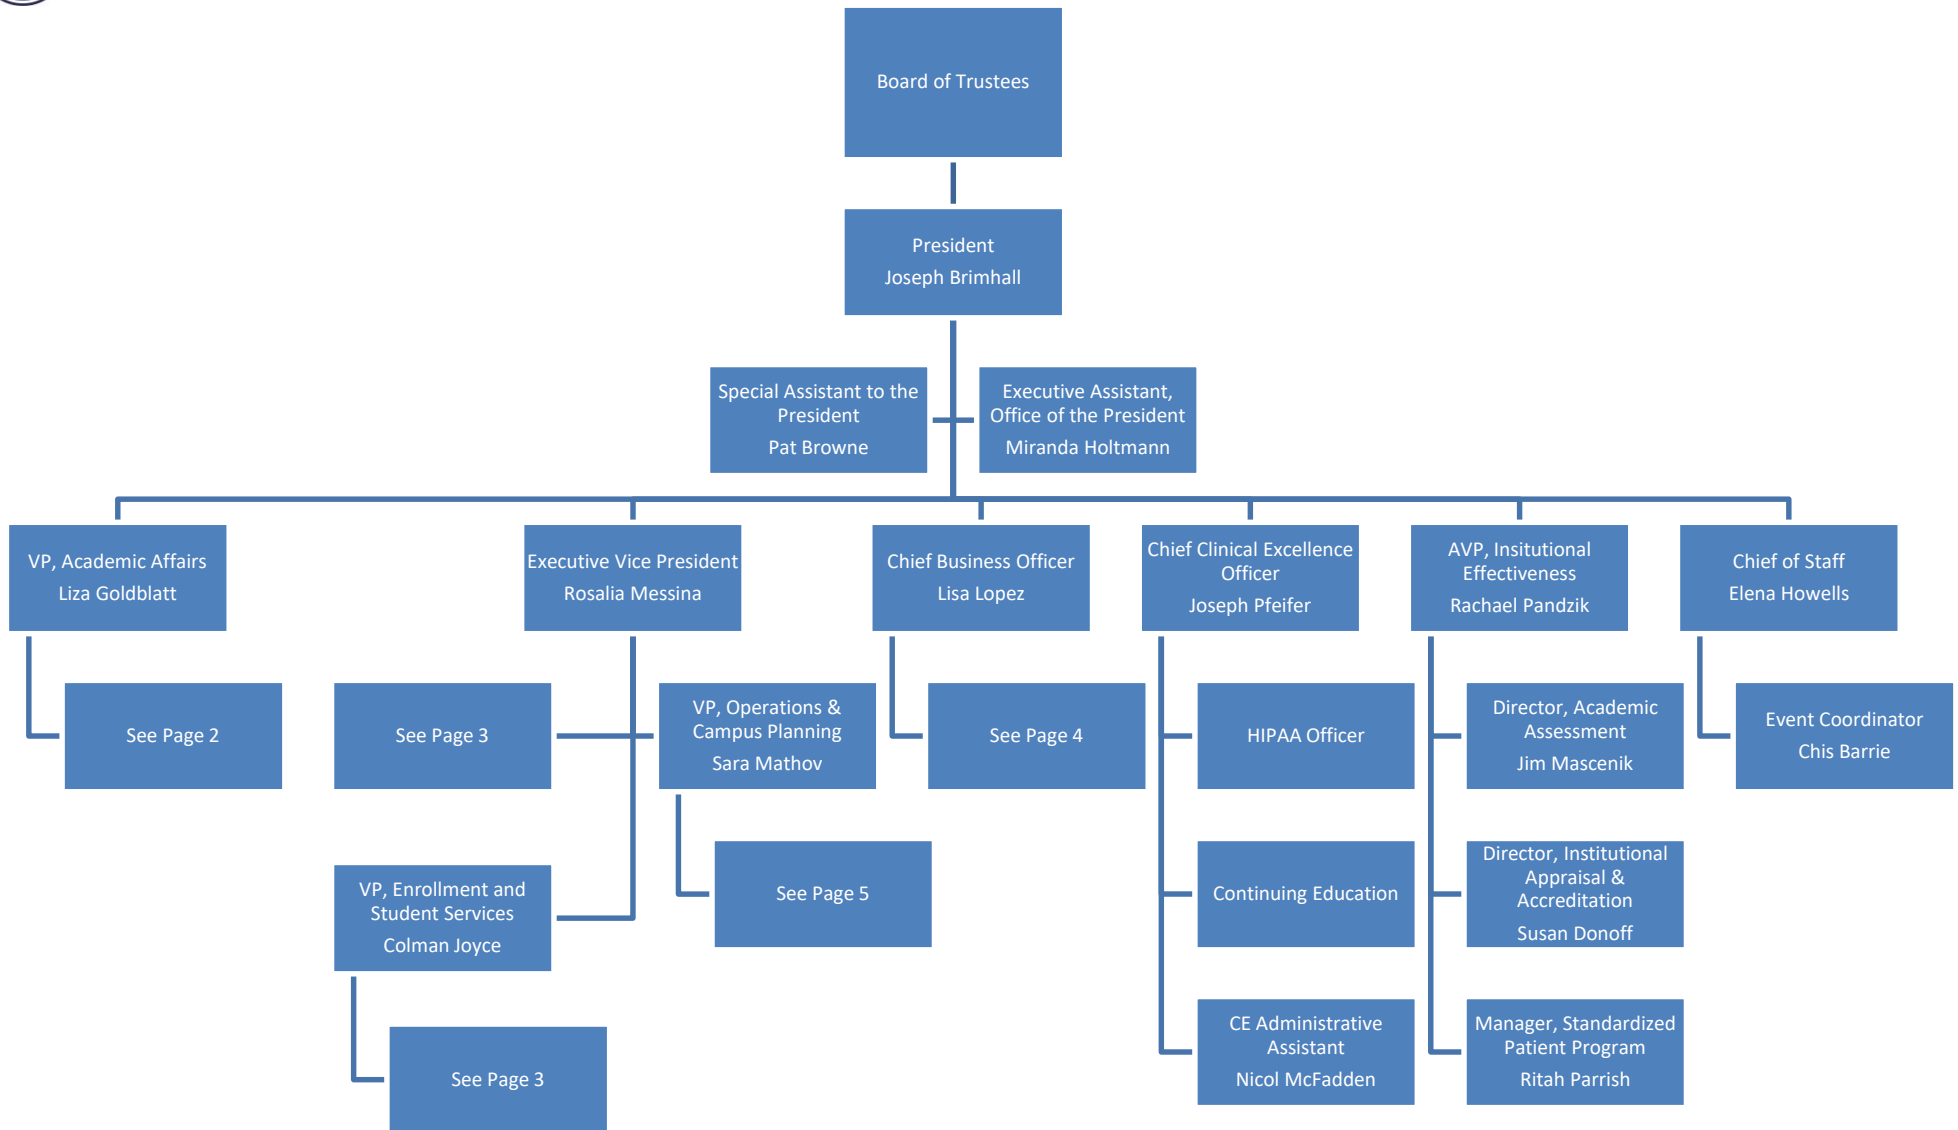 Board of Trustees
President
Joseph Brimhall
Special Assistant to the
President
Pat Browne
Executive Assistant,
Office of the President
Miranda Holtmann
VP, Academic Affairs
Liza Goldblatt
Executive Vice President
Rosalia Messina
Chief Business Officer
Lisa Lopez
Chief Clinical Excellence
Officer
Joseph Pfeifer
AVP, Insitutional
Effectiveness
Rachael Pandzik
Chief of Staff
Elena Howells
See Page 2
See Page 3
VP, Operations &
Campus Planning
Sara Mathov
See Page 4
HIPAA Officer
Director, Academic
Assessment
Jim Mascenik
Event Coordinator
Chis Barrie
VP, Enrollment and
Student Services
Colman Joyce
See Page 5
Continuing Education
Director, Institutional
Appraisal &
Accreditation
Susan Donoff
See Page 3
CE Administrative
Assistant
Nicol McFadden
Manager, Standardized
Patient Program
Ritah Parrish